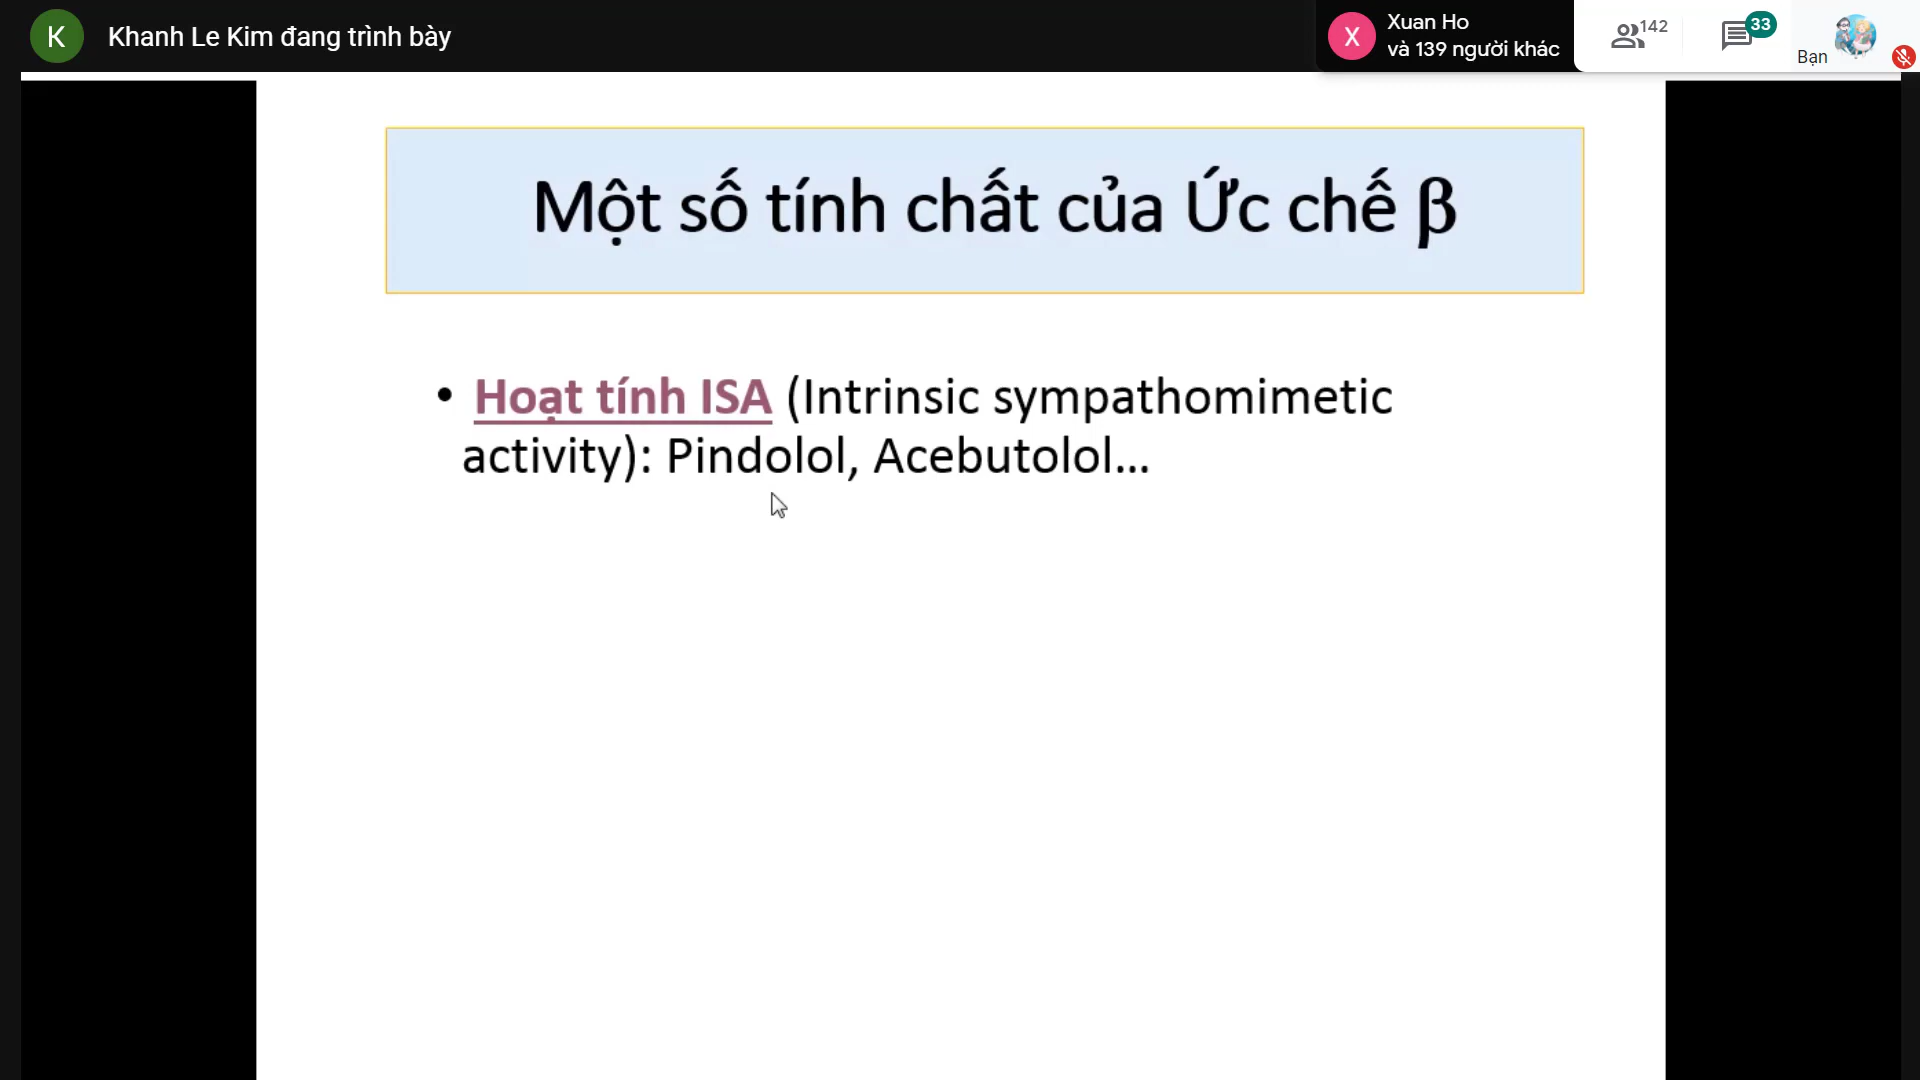 K
Khanh Le Kim đang trình bày
X
Xuan Ho
và 139 người khác
142
33
Bạn
Một số tính chất của Ức chế β
• Hoạt tính ISA (Intrinsic sympathomimetic
activity): Pindolol, Acebutolol...